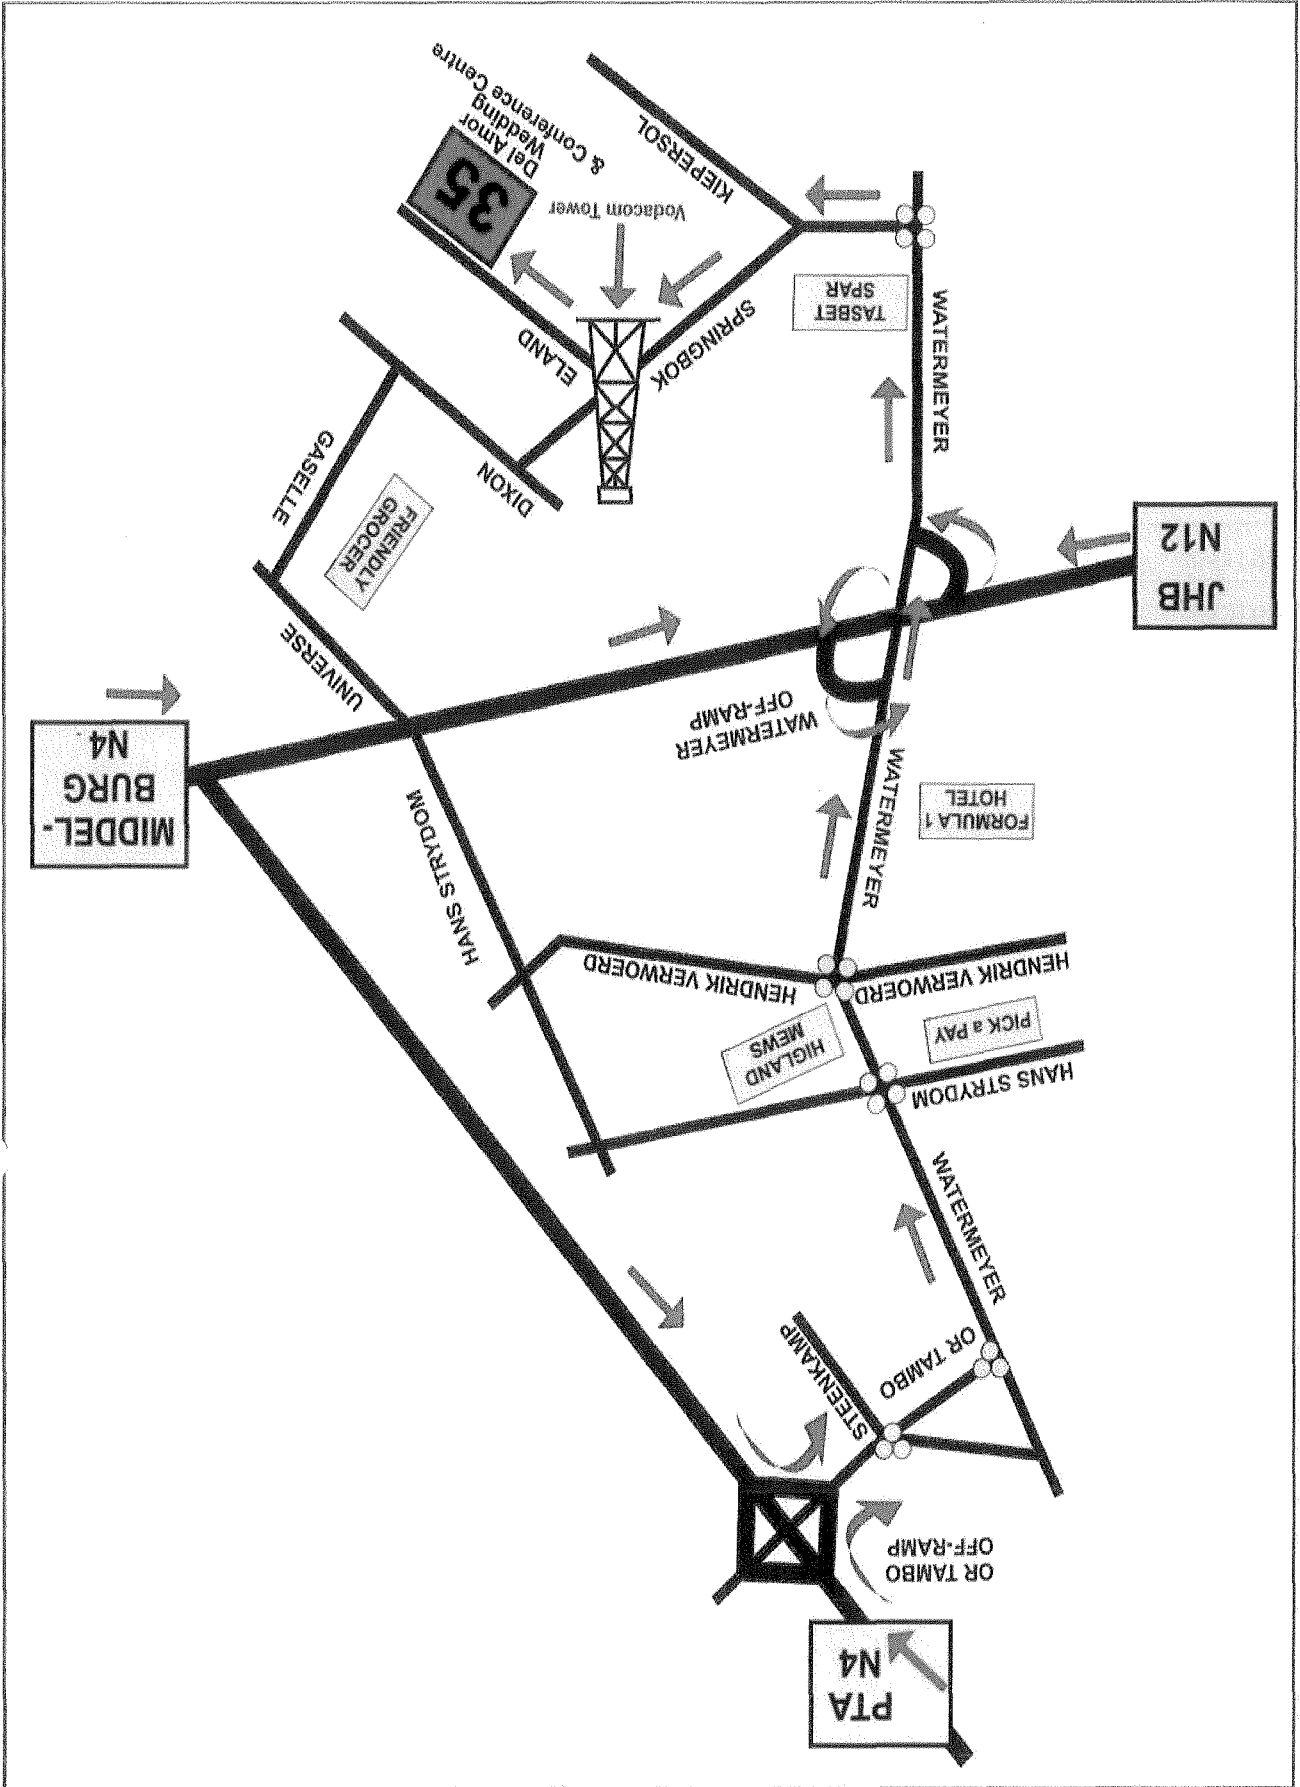 PTA
N4
OR TAMBO
OFF-RAMP
STEENKAMP
OR TAMBO
WATERMEYER
HANS STRYDOM
PICK a PAY
HIGLAND
MEWS
HENDRIK VERWOERD
HENDRIK VERWOERD
HANS STRYDOM
WATERMEYER
FORMULA 1
HOTEL
MIDDEL-
BURG
N4
WATERMEYER
OFF-RAMP
UNIVERSE
JHB
N12
FRIENDLY
GROCER
GASELLE
DIXON
WATERMEYER
ELAND
SPRINGBOK
TASBET
SPAR
Vodacom Tower
KIEPERSOL
35
Del Amor
Wedding
& Conference Centre